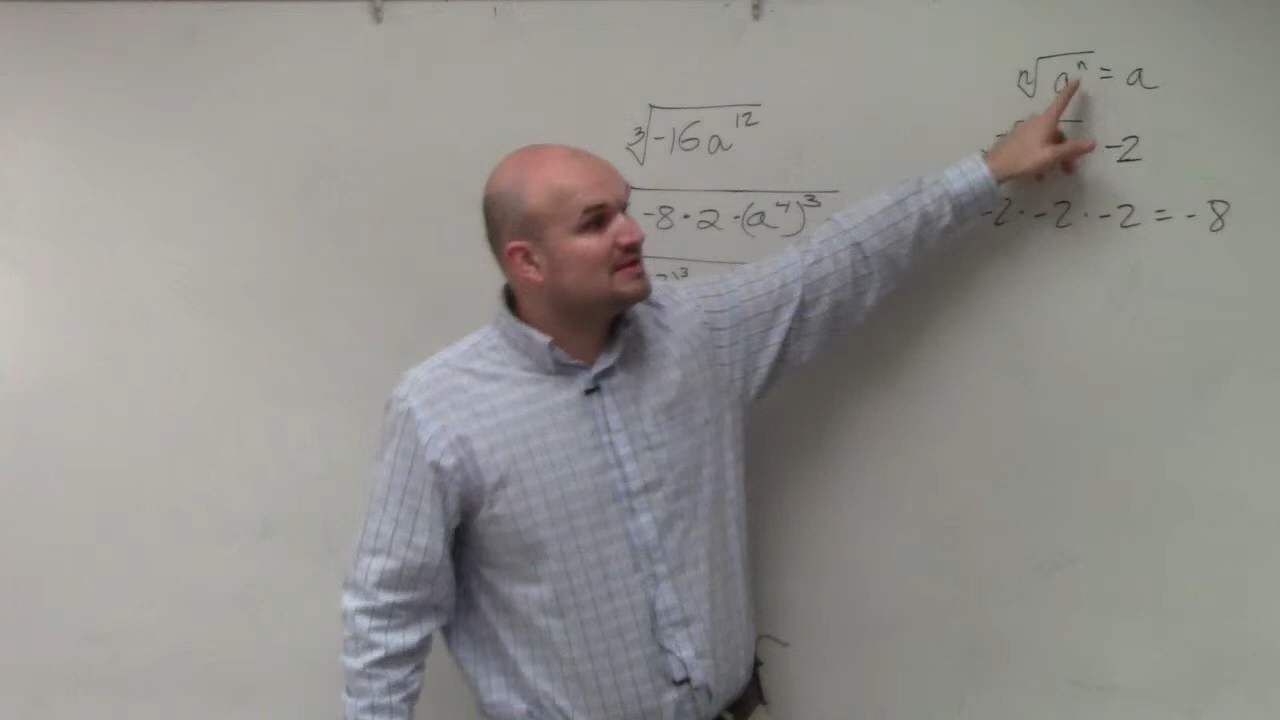 ∛-16a¹²
-8·2·(a⁴)³
ⁿ√aⁿ = a
-2
-2·-2·-2 = -8